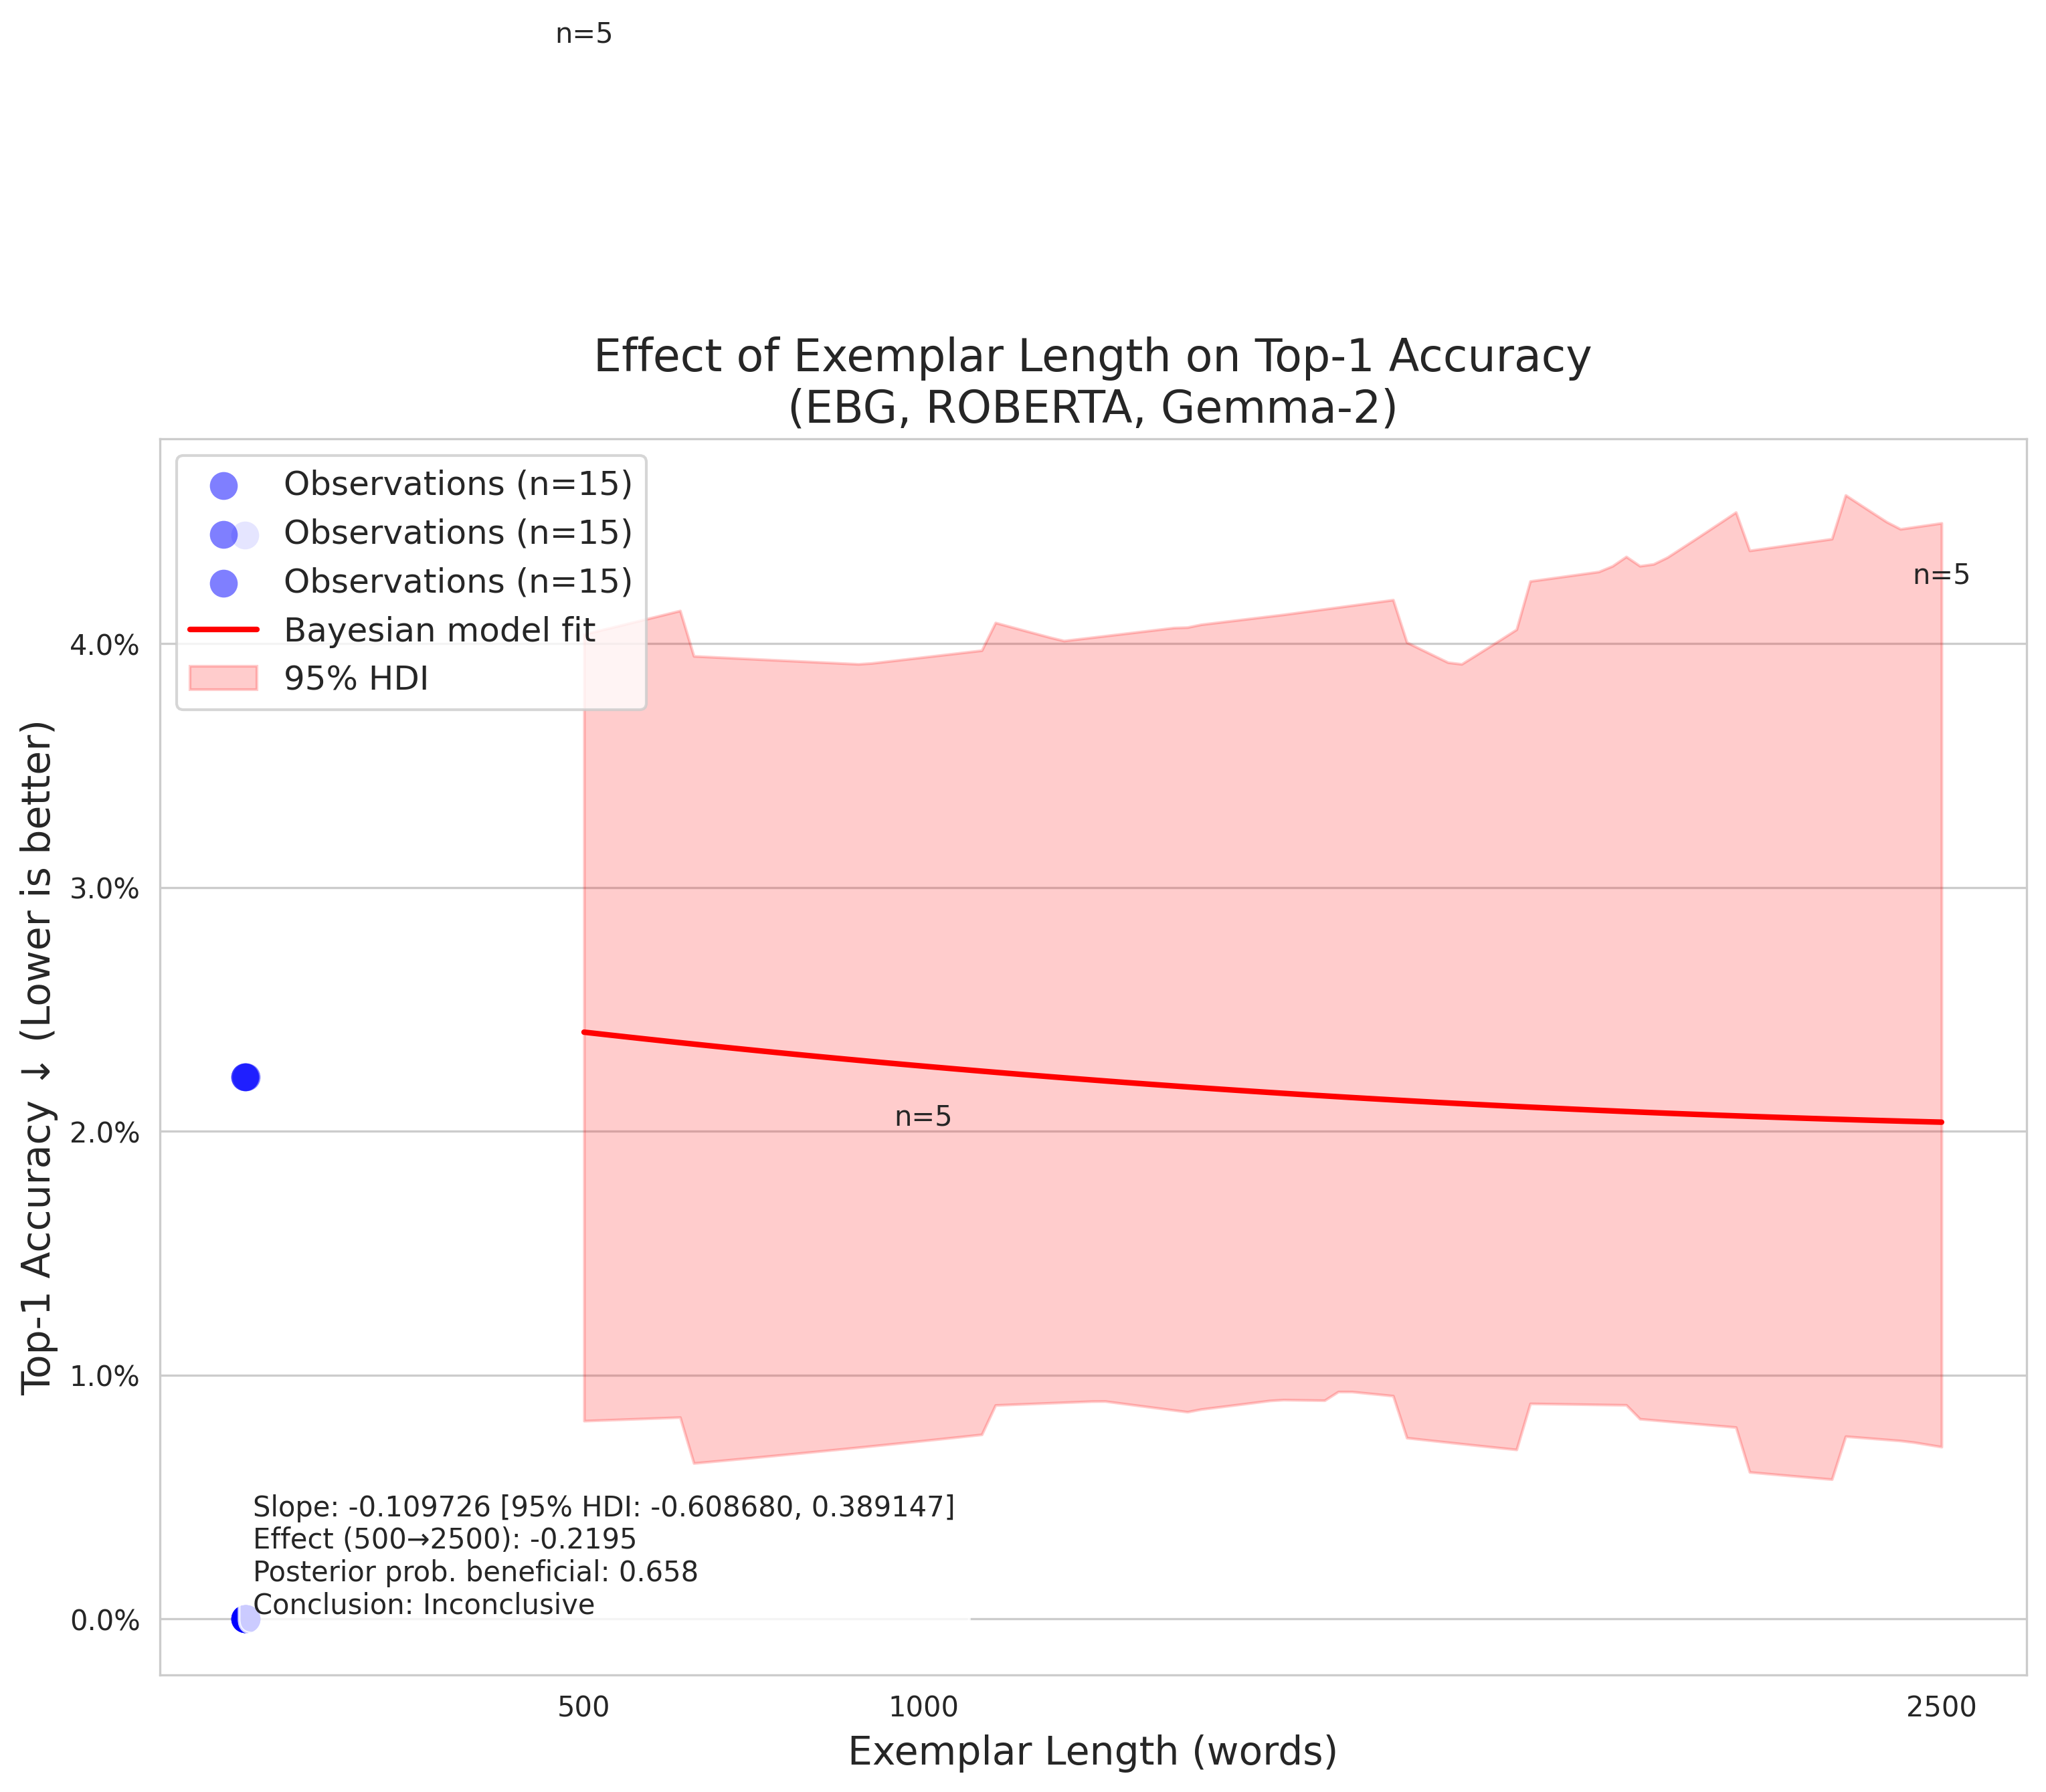 n=5
Effect of Exemplar Length on Top-1 Accuracy
(EBG, ROBERTA, Gemma-2)
Observations (n=15)
Observations (n=15)
Observations (n=15)
Bayesian model fit
95% HDI
n=5
n=5
Top-1 Accuracy ↓ (Lower is better)
4.0%
3.0%
2.0%
1.0%
0.0%
Slope: -0.109726 [95% HDI: -0.608680, 0.389147]
Effect (500→2500): -0.2195
Posterior prob. beneficial: 0.658
Conclusion: Inconclusive
500
1000
2500
Exemplar Length (words)